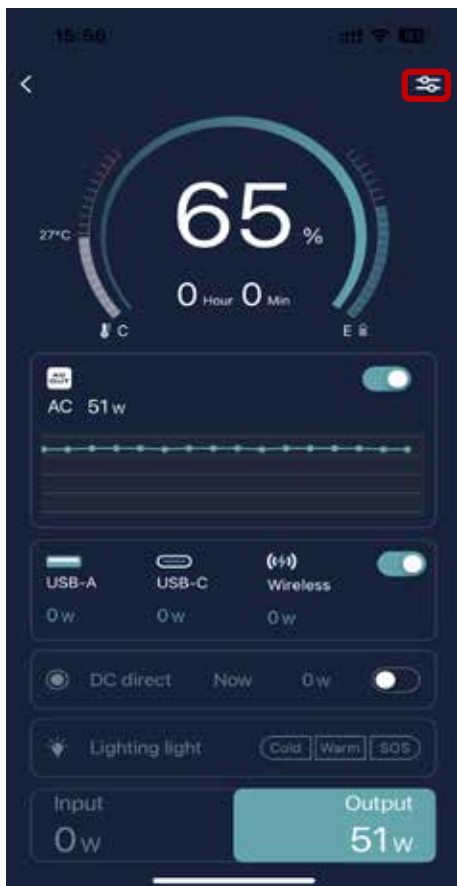 15:56
65 %
27°C
0 Hour 0 Min
C
E
AC OUT
AC 51w
USB-A USB-C Wireless
0w 0w 0w
DC direct Now 0w
Lighting light Cold Warm SOS
Input Output
0w 51w